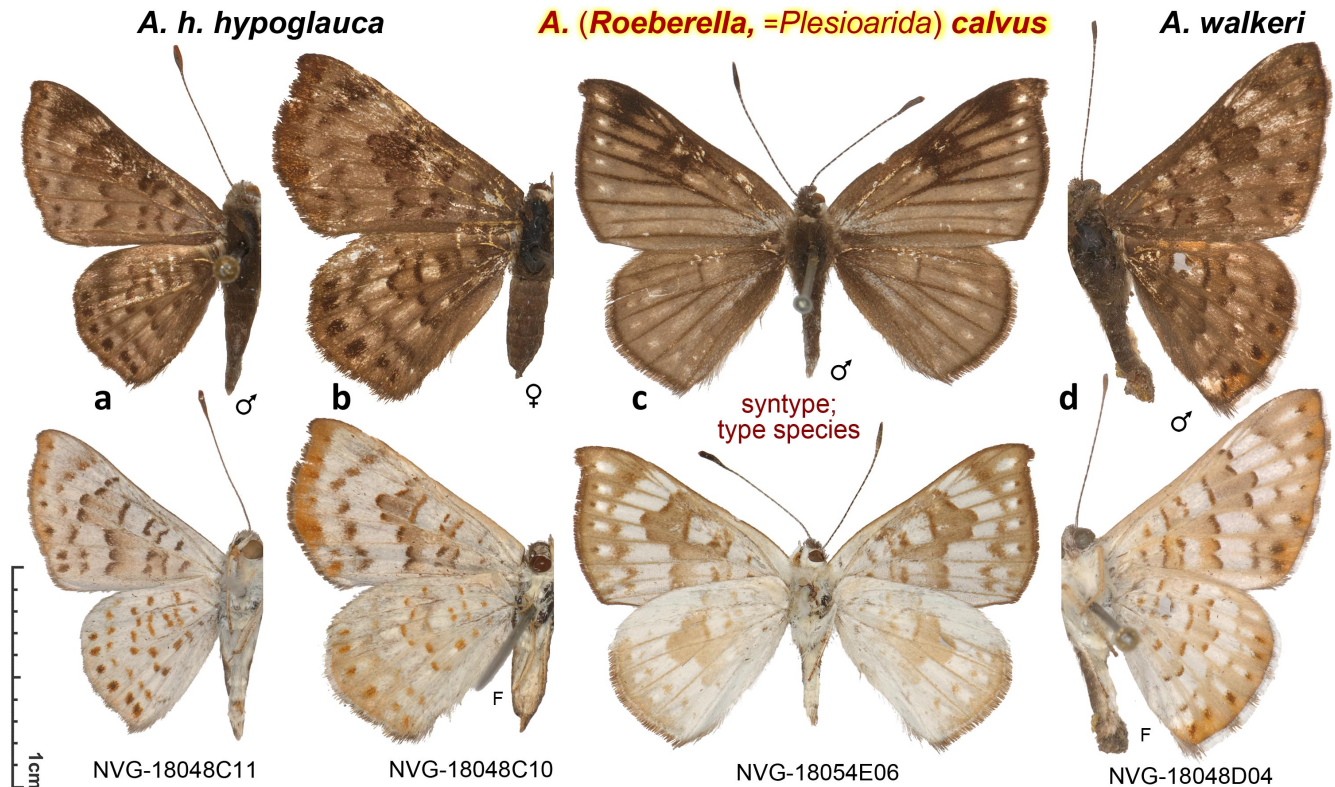 A. h. hypoglauca
A. (Roeberella, =Plesioarida) calvus
A. walkeri
a
♂
b
♀
c
♂
d
♂
syntype;
type species
F
F
1cm
NVG-18048C11
NVG-18048C10
NVG-18054E06
NVG-18048D04